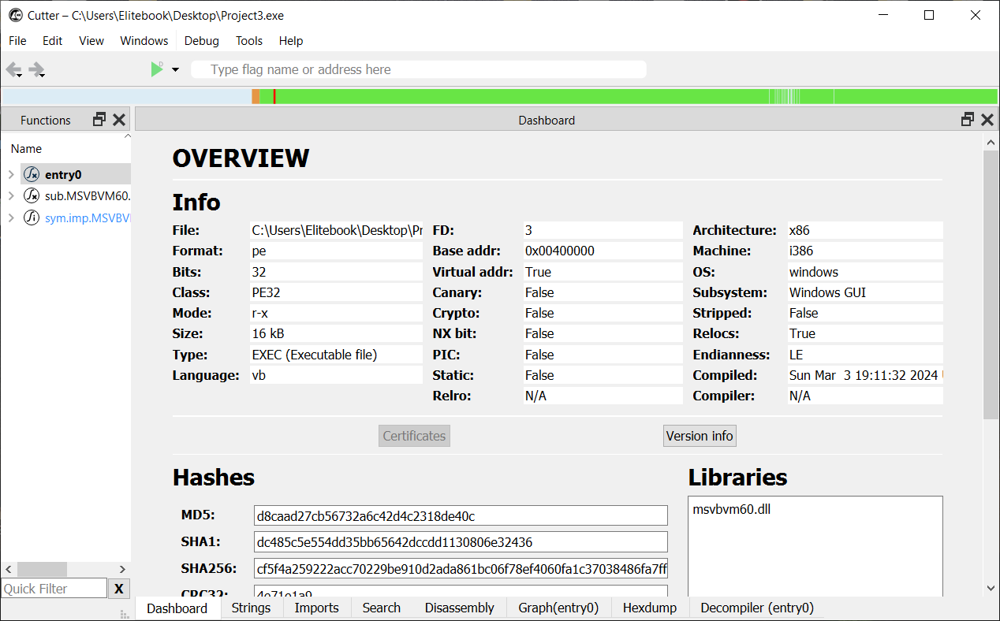 Cutter – C:\Users\Elitebook\Desktop\Project3.exe
File Edit View Windows Debug Tools Help
Type flag name or address here
Functions
Dashboard
Name
entry0
sub.MSVBVM60.
sym.imp.MSVBV
OVERVIEW
Info
File: C:\Users\Elitebook\Desktop\Pr FD: 3 Architecture: x86
Format: pe Base addr: 0x00400000 Machine: i386
Bits: 32 Virtual addr: True OS: windows
Class: PE32 Canary: False Subsystem: Windows GUI
Mode: r-x Crypto: False Stripped: False
Size: 16 kB NX bit: False Relocs: True
Type: EXEC (Executable file) PIC: False Endianness: LE
Language: vb Static: False Compiled: Sun Mar 3 19:11:32 2024
Relro: N/A Compiler: N/A
Certificates Version info
Hashes Libraries
MD5: d8caad27cb56732a6c42d4c2318de40c msvbvm60.dll
SHA1: dc485c5e554dd35bb65642dccdd1130806e32436
SHA256: cf5f4a259222acc70229be910d2ada861bc06f78ef4060fa1c37038486fa7ff
CRC32: 4e71e1a9
Quick Filter X
Dashboard Strings Imports Search Disassembly Graph(entry0) Hexdump Decompiler (entry0)